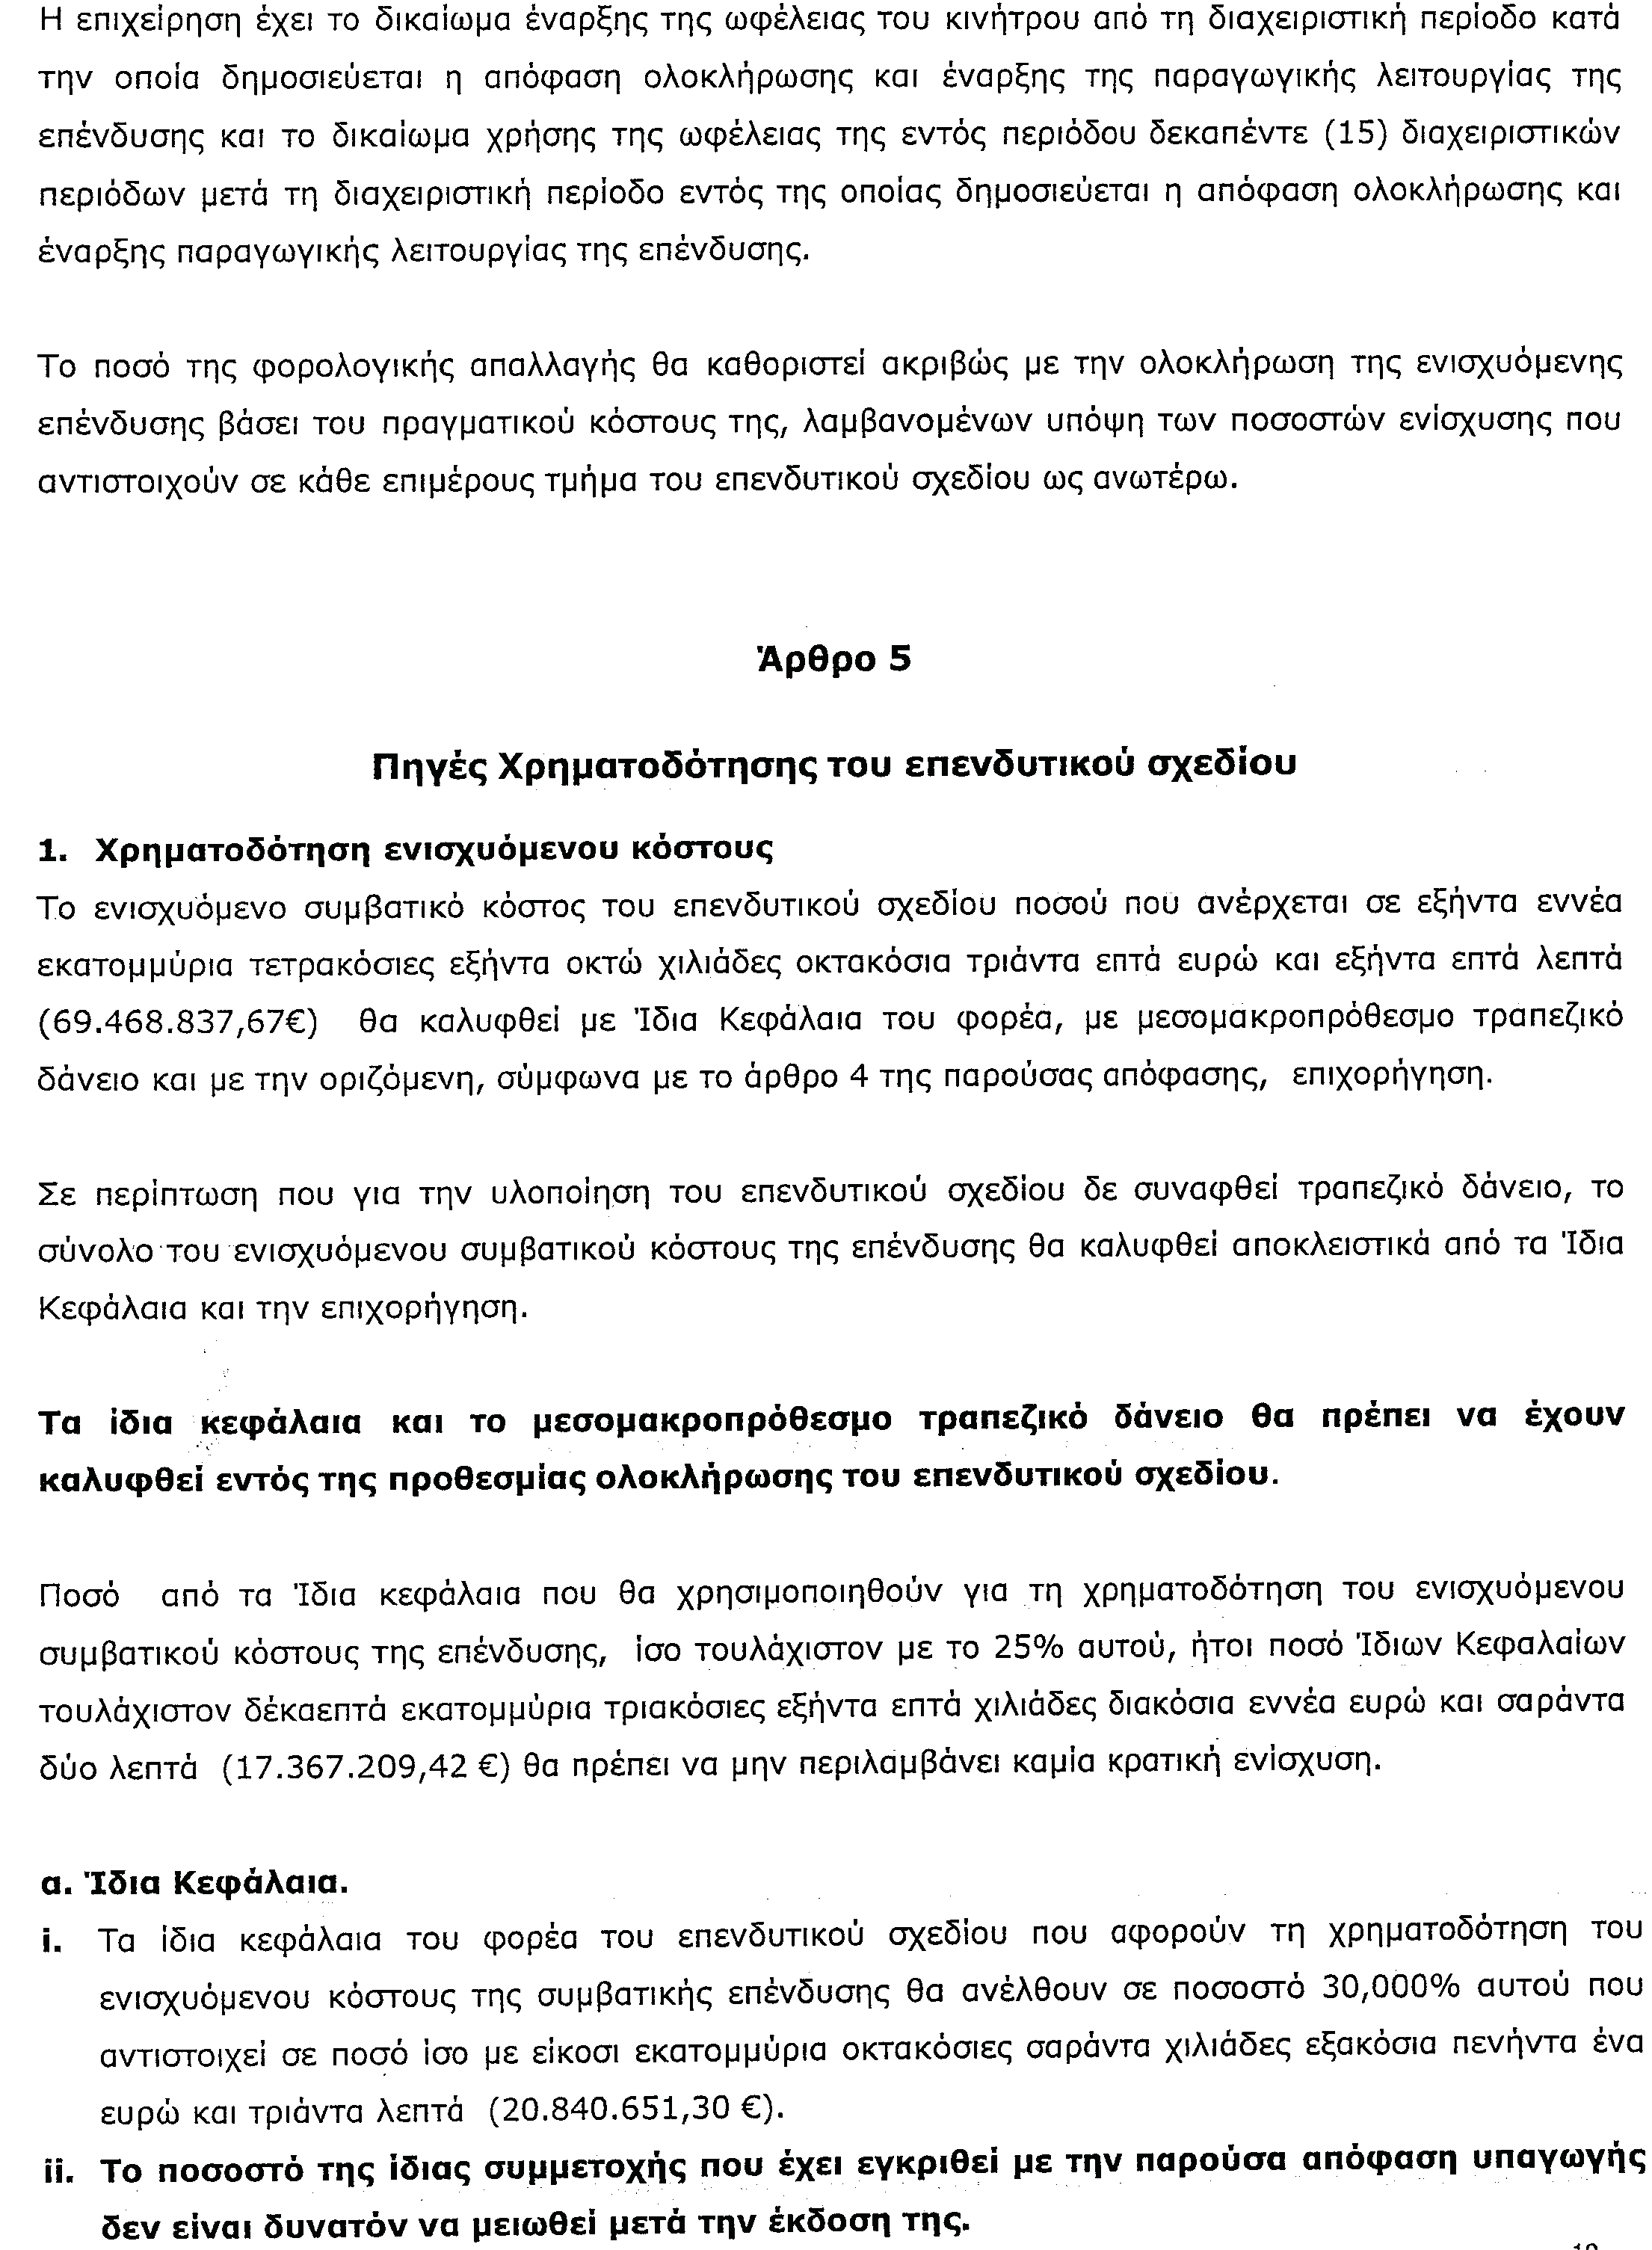 Η επιχείρηση έχει το δικαίωμα έναρξης της ωφέλειας του κινήτρου από τη διαχειριστική περίοδο κατά
την οποία δημοσιεύεται η απόφαση ολοκλήρωσης και έναρξης της παραγωγικής λειτουργίας της
επένδυσης και το δικαίωμα χρήσης της ωφέλειας της εντός περιόδου δεκαπέντε (15) διαχειριστικών
περιόδων μετά τη διαχειριστική περίοδο εντός της οποίας δημοσιεύεται η απόφαση ολοκλήρωσης και
έναρξης παραγωγικής λειτουργίας της επένδυσης.
Το ποσό της φορολογικής απαλλαγής θα καθοριστεί ακριβώς με την ολοκλήρωση της ενισχυόμενης
επένδυσης βάσει του πραγματικού κόστους της, λαμβανομένων υπόψη των ποσοστών ενίσχυσης που
αντιστοιχούν σε κάθε επιμέρους τμήμα του επενδυτικού σχεδίου ως ανωτέρω.
Άρθρο 5
Πηγές Χρηματοδότησης του επενδυτικού σχεδίου
1. Χρηματοδότηση ενισχυόμενου κόστους
Το ενισχυόμενο συμβατικό κόστος του επενδυτικού σχεδίου ποσού που ανέρχεται σε εξήντα εννέα
εκατομμύρια τετρακόσιες εξήντα οκτώ χιλιάδες οκτακόσια τριάντα επτά ευρώ και εξήντα επτά λεπτά
(69.468.837,67€) θα καλυφθεί με Ίδια Κεφάλαια του φορέα, με μεσομακροπρόθεσμο τραπεζικό
δάνειο και με την οριζόμενη, σύμφωνα με το άρθρο 4 της παρούσας απόφασης, επιχορήγηση.
Σε περίπτωση που για την υλοποίηση του επενδυτικού σχεδίου δε συναφθεί τραπεζικό δάνειο, το
σύνολο του ενισχυόμενου συμβατικού κόστους της επένδυσης θα καλυφθεί αποκλειστικά από τα Ίδια
Κεφάλαια και την επιχορήγηση.
Τα ίδια κεφάλαια και το μεσομακροπρόθεσμο τραπεζικό δάνειο θα πρέπει να έχουν
καλυφθεί εντός της προθεσμίας ολοκλήρωσης του επενδυτικού σχεδίου.
Ποσό από τα Ίδια κεφάλαια που θα χρησιμοποιηθούν για τη χρηματοδότηση του ενισχυόμενου
συμβατικού κόστους της επένδυσης, ίσο τουλάχιστον με το 25% αυτού, ήτοι ποσό Ίδιων Κεφαλαίων
τουλάχιστον δέκαεπτά εκατομμύρια τριακόσιες εξήντα επτά χιλιάδες διακόσια εννέα ευρώ και σαράντα
δύο λεπτά (17.367.209,42 €) θα πρέπει να μην περιλαμβάνει καμία κρατική ενίσχυση.
α. Ίδια Κεφάλαια.
i. Τα ίδια κεφάλαια του φορέα του επενδυτικού σχεδίου που αφορούν τη χρηματοδότηση του
ενισχυόμενου κόστους της συμβατικής επένδυσης θα ανέλθουν σε ποσοστό 30,000% αυτού που
αντιστοιχεί σε ποσό ίσο με είκοσι εκατομμύρια οκτακόσιες σαράντα χιλιάδες εξακόσια πενήντα ένα
ευρώ και τριάντα λεπτά (20.840.651,30 €).
ii. Το ποσοστό της ίδιας συμμετοχής που έχει εγκριθεί με την παρούσα απόφαση υπαγωγής
δεν είναι δυνατόν να μειωθεί μετά την έκδοση της.